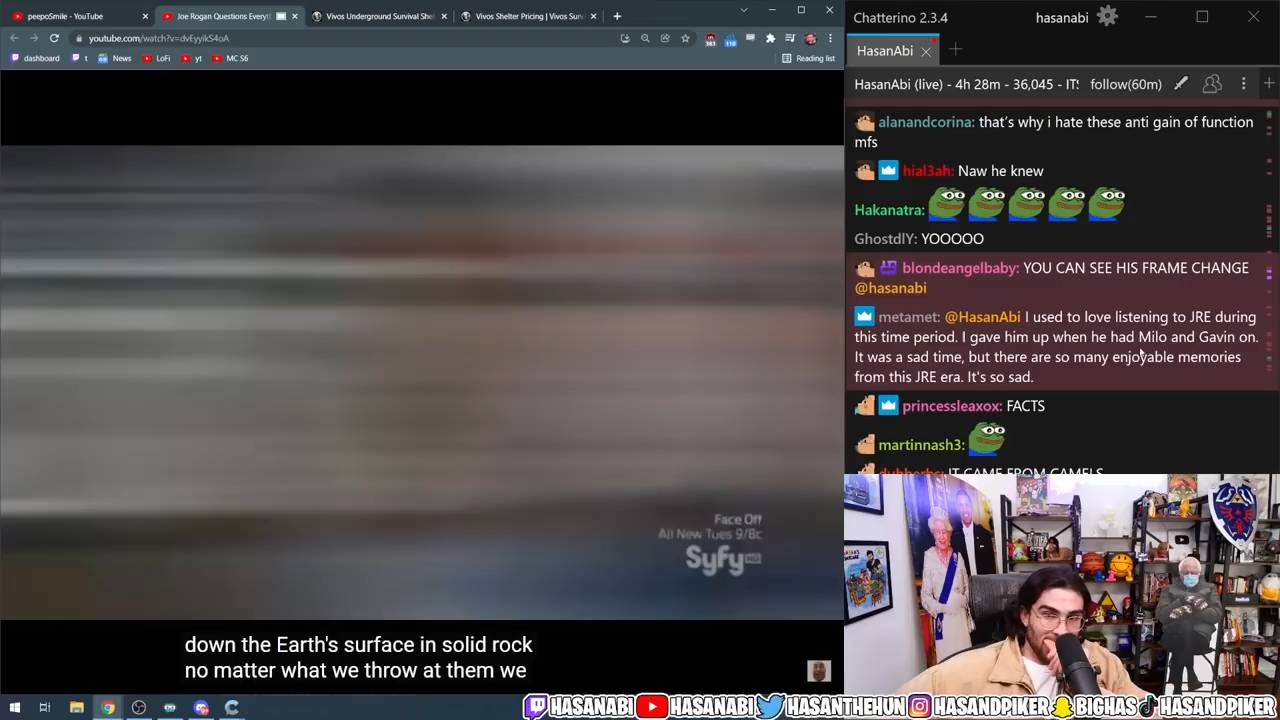 peepoSmile - YouTube
Joe Rogan Questions Everyt
Vivos Underground Survival Shel
Vivos Shelter Pricing | Vivos Surv
youtube.com/watch?v=dvEyyikS4oA
383
118
dashboard
t
News
LoFi
yt
MC S6
Reading list
Face Off
All New Tues 9/8c
Syfy HD
down the Earth's surface in solid rock
no matter what we throw at them we
Chatterino 2.3.4
hasanabi
HasanAbi
HasanAbi (live) - 4h 28m - 36,045 - IT'
follow(60m)
alanandcorina: that's why i hate these anti gain of function
mfs
hial3ah: Naw he knew
Hakanatra:
GhostdlY: YOOOOO
blondeangelbaby: YOU CAN SEE HIS FRAME CHANGE
@hasanabi
metamet: @HasanAbi I used to love listening to JRE during
this time period. I gave him up when he had Milo and Gavin on.
It was a sad time, but there are so many enjoyable memories
from this JRE era. It's so sad.
princessleaxox: FACTS
martinnash3:
IT CAME FROM CAMELS
HASANABI
HASANABI
HASANTHEHUN
HASANDPIKER
BIGHAS
HASANDPIKER